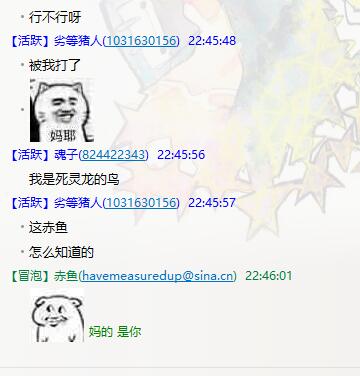 行不行呀
【活跃】劣等猪人(1031630156) 22:45:48
被我打了
妈耶
【活跃】魂子(824422343) 22:45:56
我是死灵龙的鸟
【活跃】劣等猪人(1031630156) 22:45:57
这赤鱼
怎么知道的
【冒泡】赤鱼(havemeasuredup@sina.cn) 22:46:01
妈的 是你